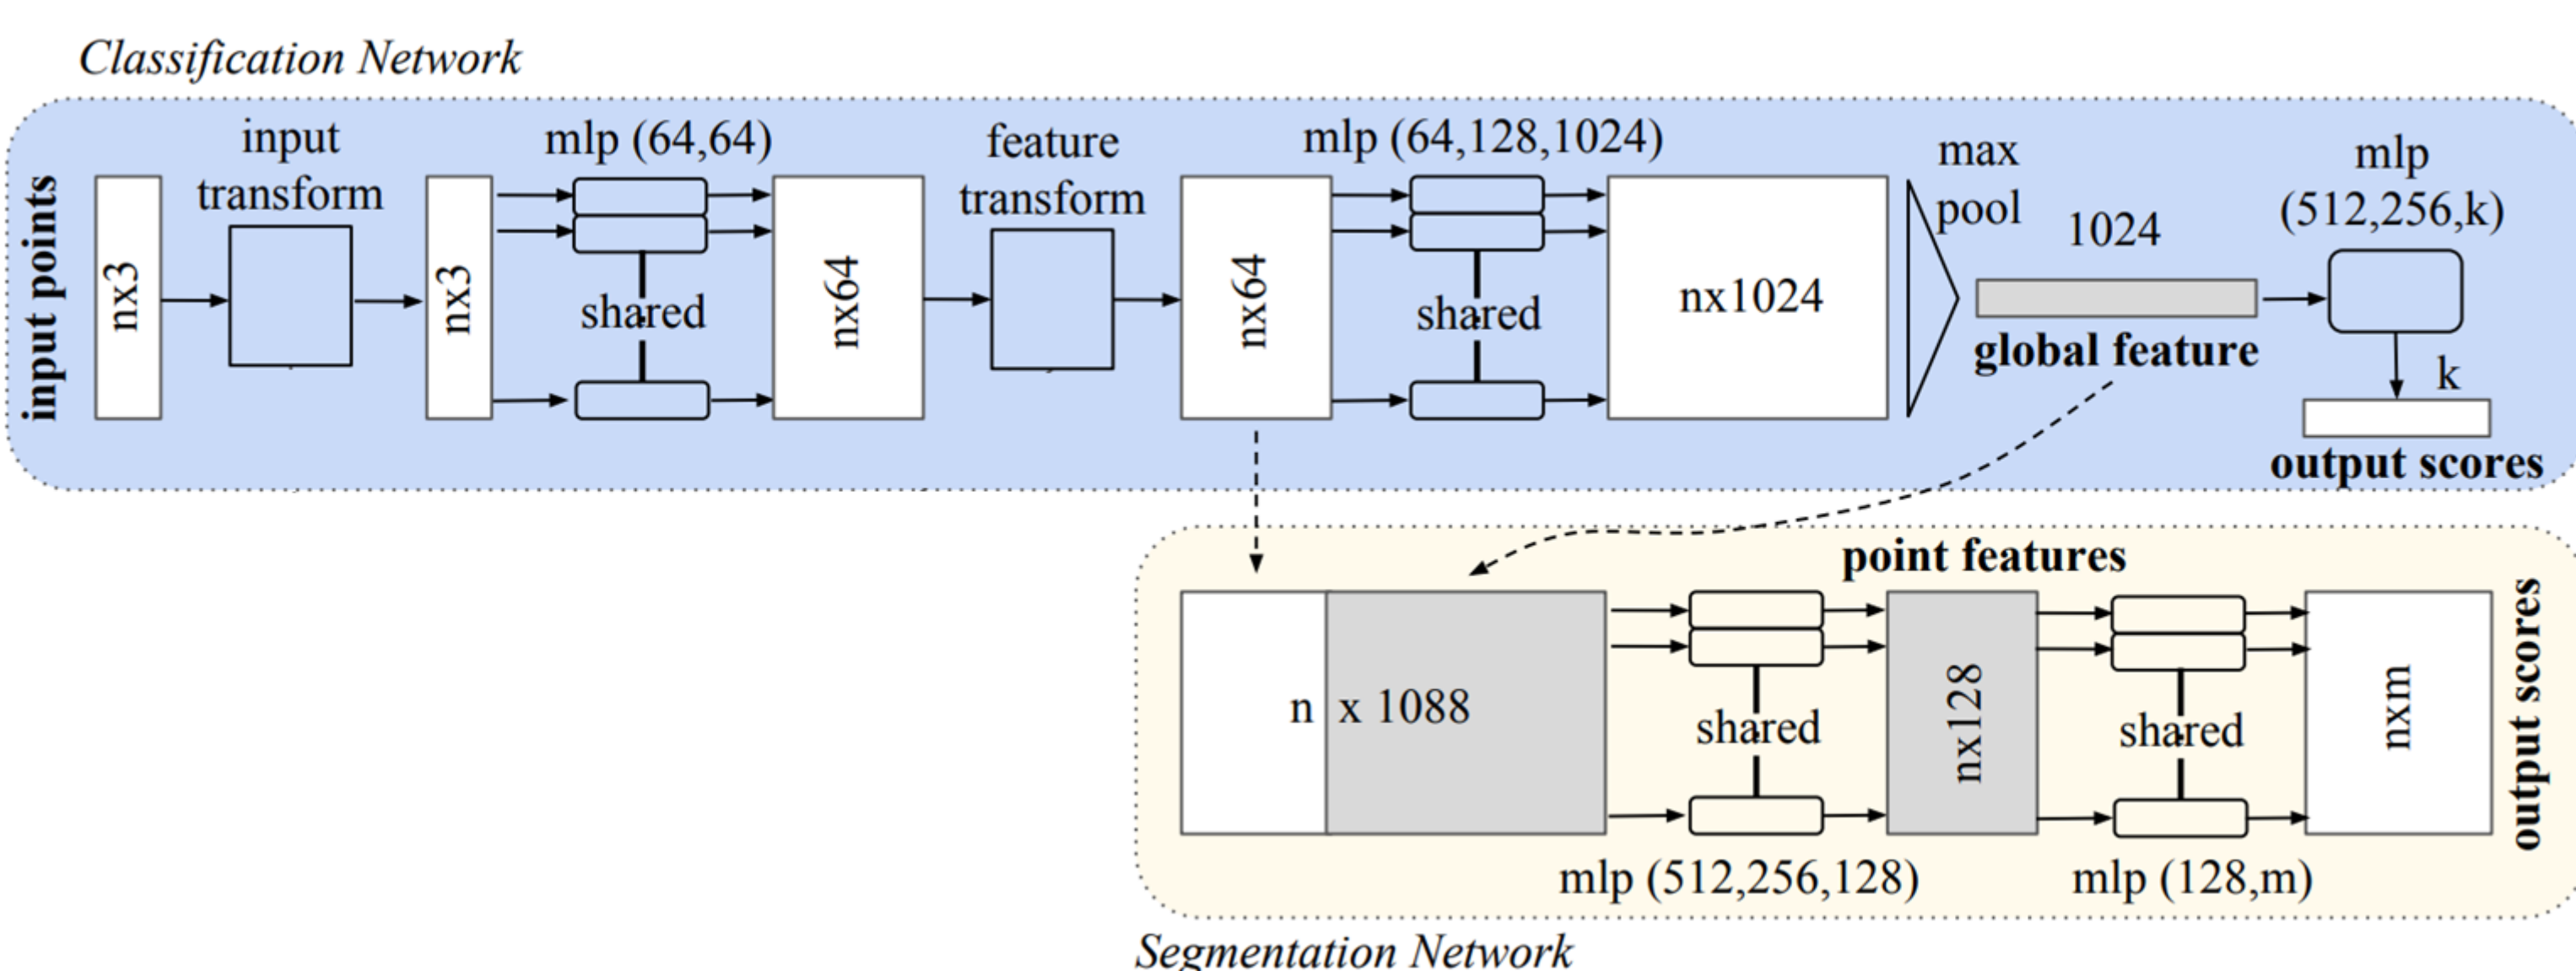 Classification Network
input points
nx3
input
transform
nx3
mlp (64,64)
shared
nx64
feature
transform
nx64
mlp (64,128,1024)
shared
nx1024
max
pool
1024
global feature
mlp
(512,256,k)
k
output scores
n x 1088
shared
mlp (512,256,128)
point features
nx128
shared
mlp (128,m)
nxm
output scores
Segmentation Network